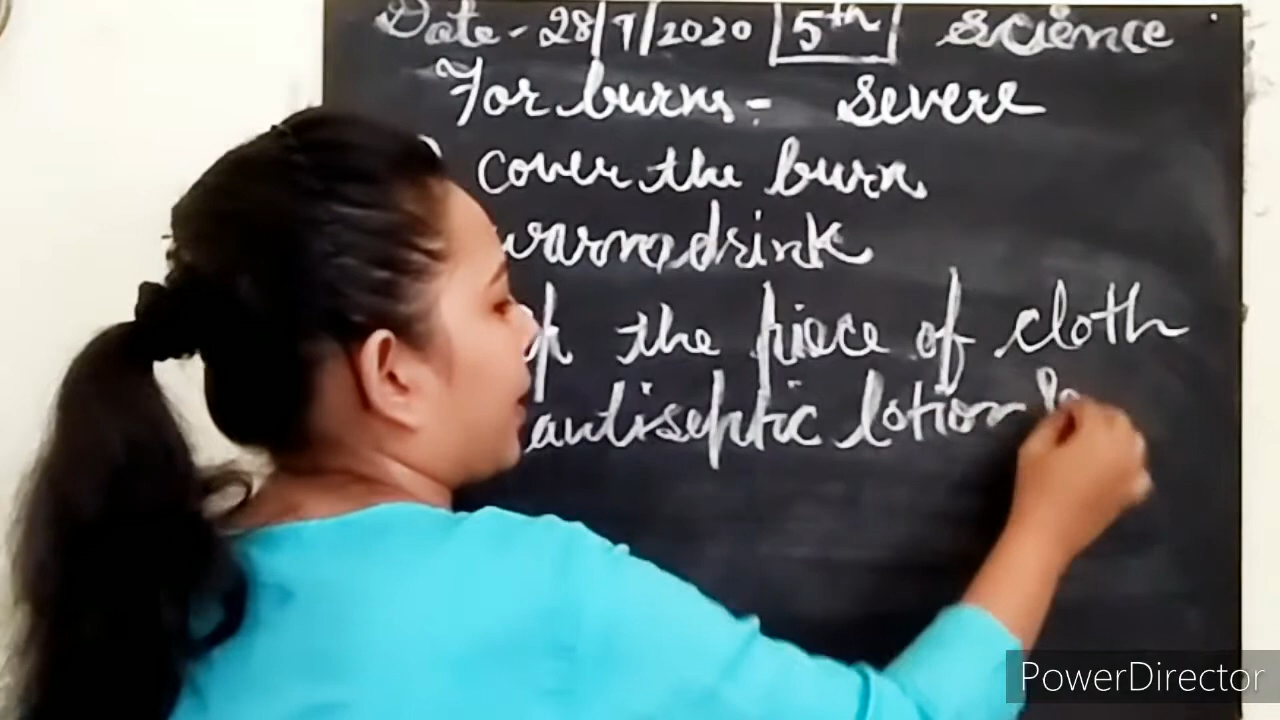 Date - 28/7/2020 5th Science
For burns - severe
cover the burn
warm drink
the piece of cloth
antiseptic lotion
PowerDirector